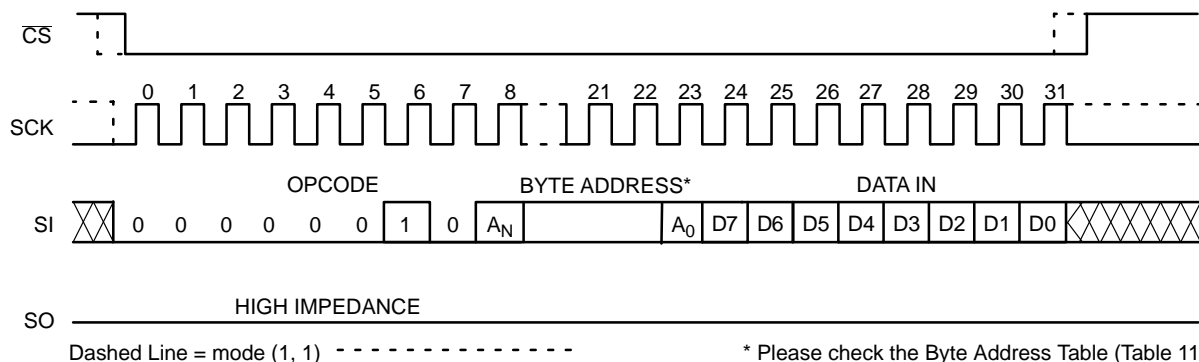 CS
0 1 2 3 4 5 6 7 8 21 22 23 24 25 26 27 28 29 30 31
SCK
OPCODE BYTE ADDRESS* DATA IN
SI 0 0 0 0 0 0 1 0 AN A0 D7 D6 D5 D4 D3 D2 D1 D0
HIGH IMPEDANCE
SO
Dashed Line = mode (1, 1) * Please check the Byte Address Table (Table 11